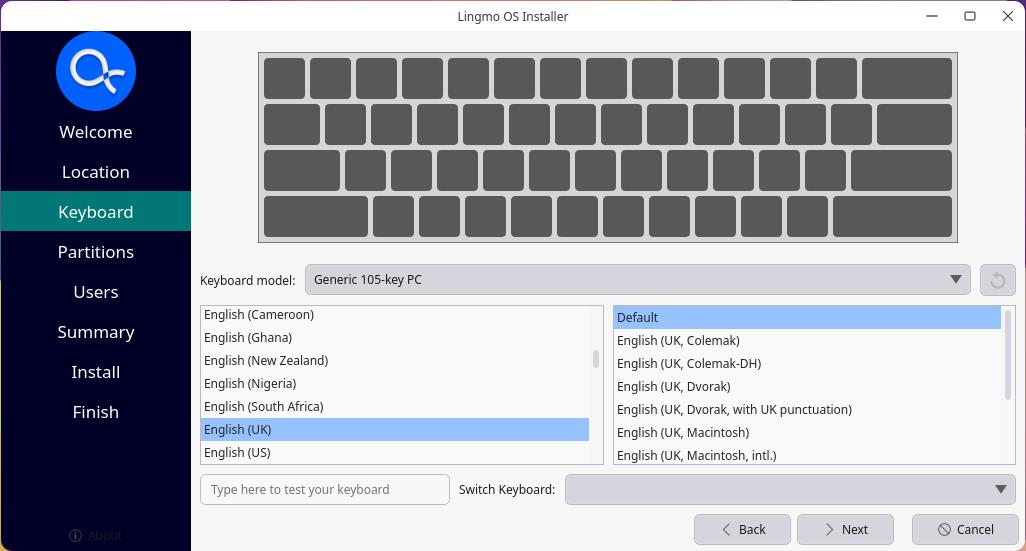 Lingmo OS Installer
Welcome
Location
Keyboard
Partitions
Users
Summary
Install
Finish
About
Keyboard model:
Generic 105-key PC
English (Cameroon)
English (Ghana)
English (New Zealand)
English (Nigeria)
English (South Africa)
English (UK)
English (US)
Default
English (UK, Colemak)
English (UK, Colemak-DH)
English (UK, Dvorak)
English (UK, Dvorak, with UK punctuation)
English (UK, Macintosh)
English (UK, Macintosh, intl.)
Type here to test your keyboard
Switch Keyboard:
Back
Next
Cancel